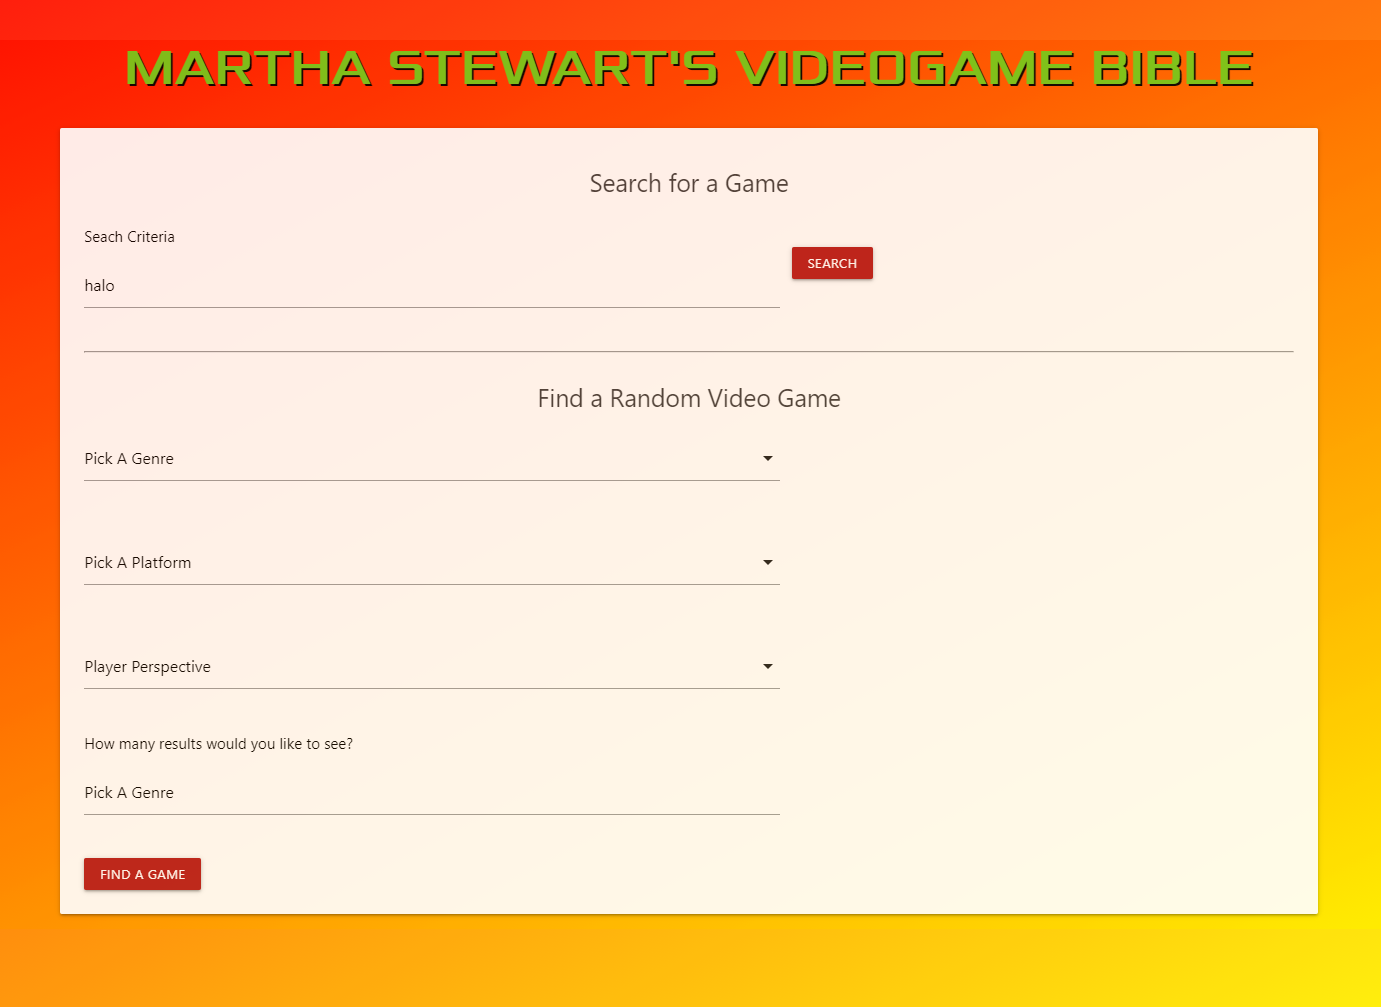 MARTHA STEWART'S VIDEOGAME BIBLE
Search for a Game
Seach Criteria
halo
SEARCH
Find a Random Video Game
Pick A Genre
Pick A Platform
Player Perspective
How many results would you like to see?
Pick A Genre
FIND A GAME